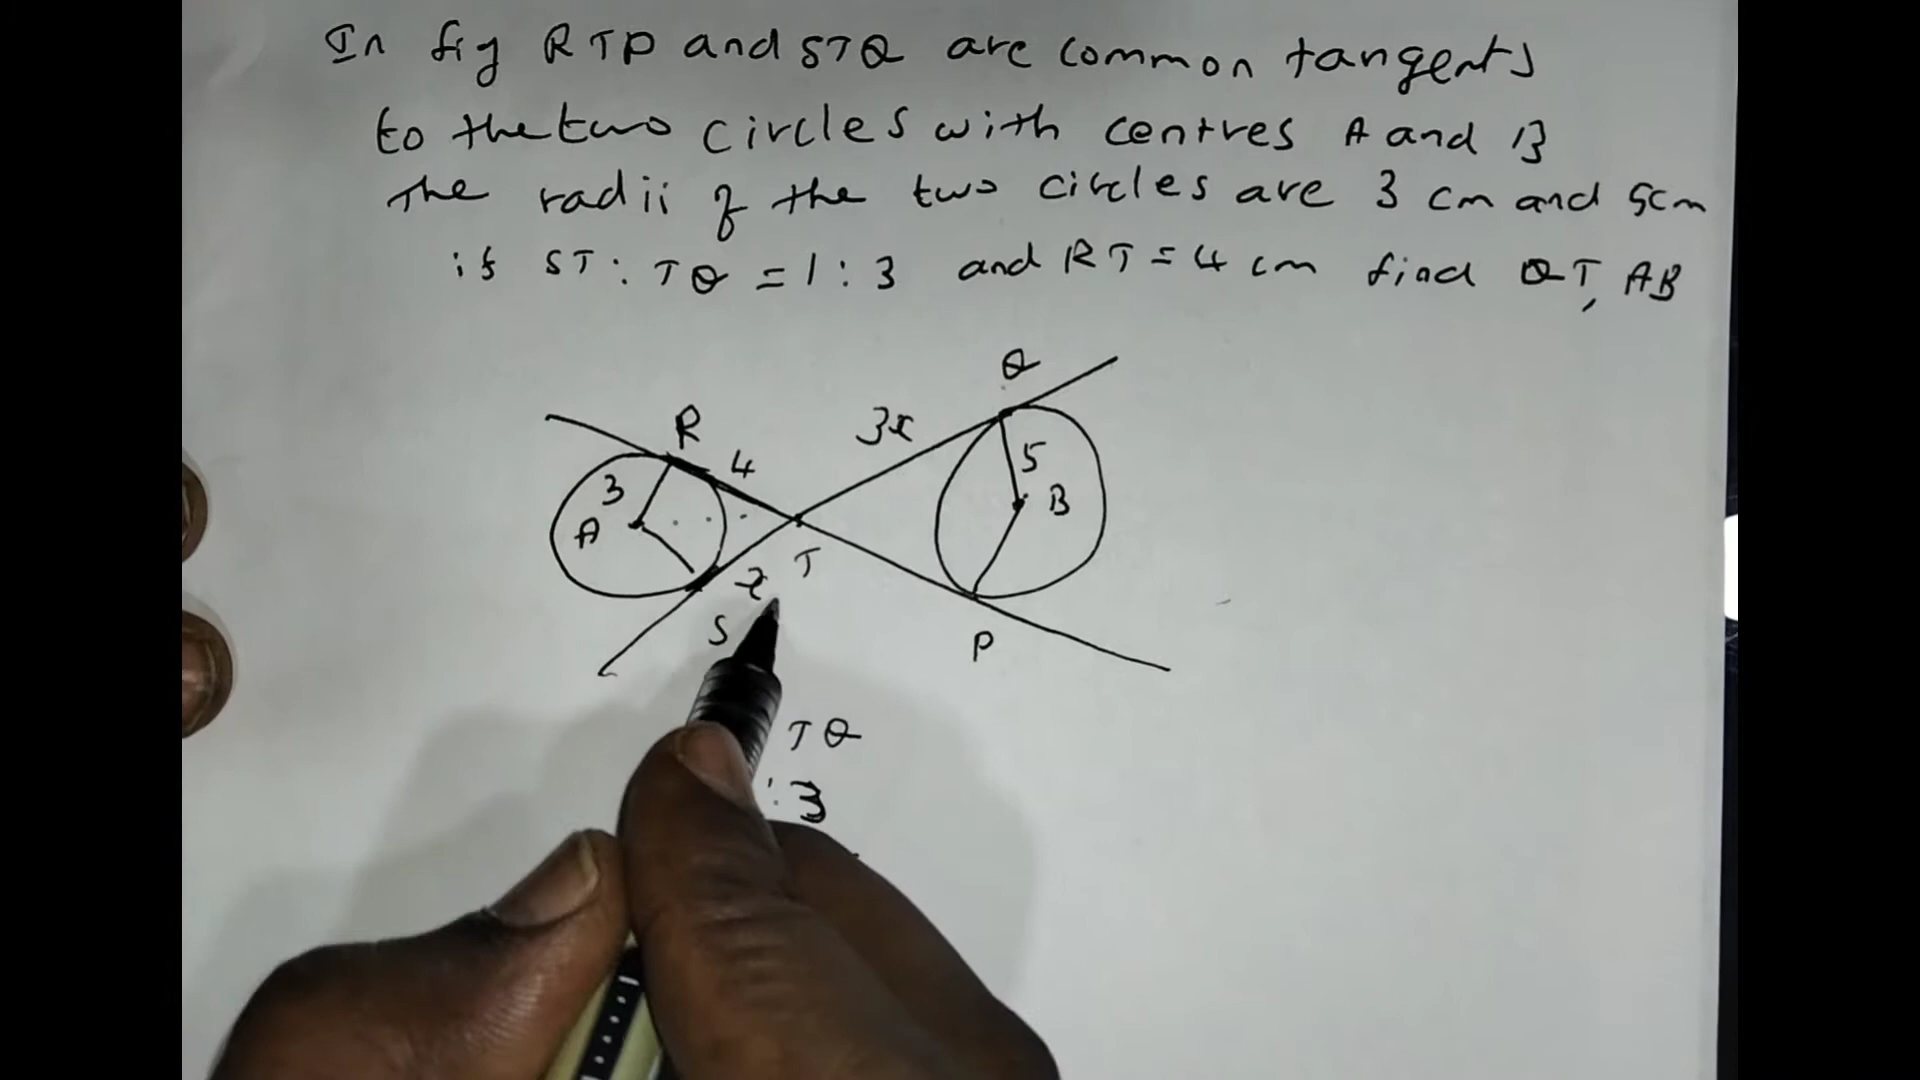 In fig RTP and STQ are common tangents
to the two circles with centres A and B
The radii of the two circles are 3 cm and 5cm
if ST : TQ = 1 : 3 and RT = 4 cm find QT, AB
Q
R 4 3x
3 5
A B
x T
S P
TQ
: 3